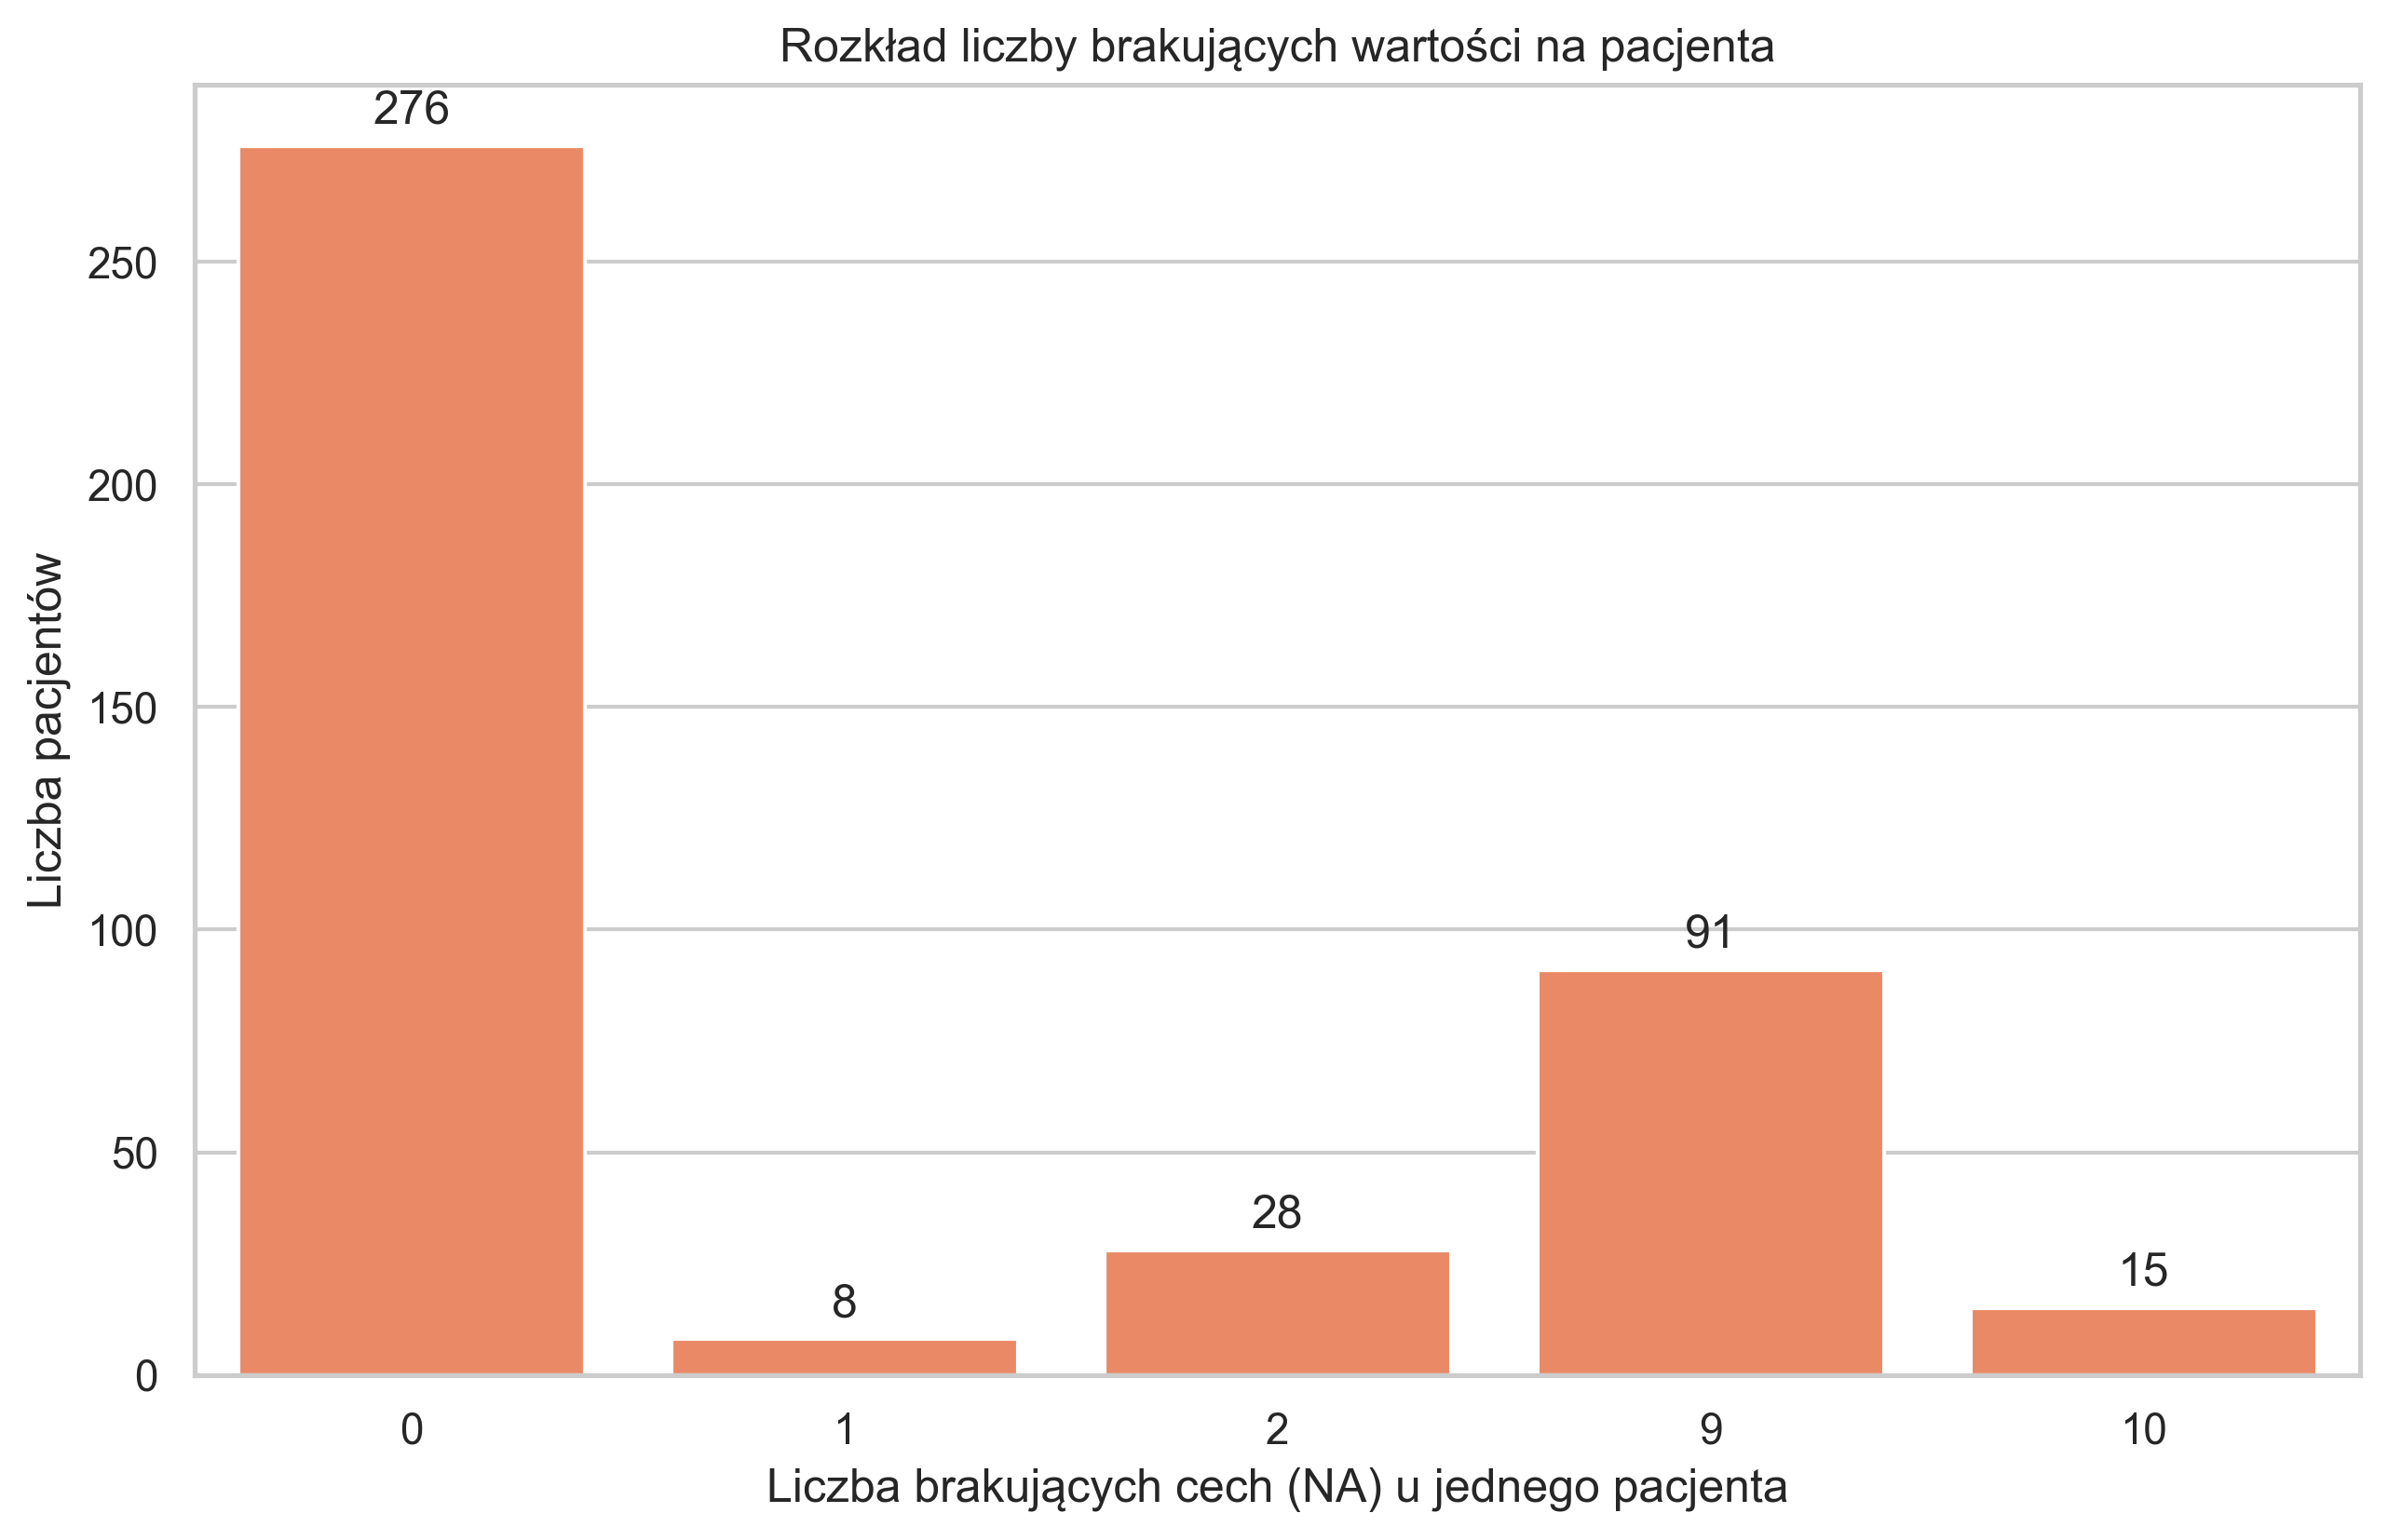 Rozkład liczby brakujących wartości na pacjenta
276
250
200
150
100
91
50
28
15
8
0
Liczba pacjentów
0 1 2 9 10
Liczba brakujących cech (NA) u jednego pacjenta